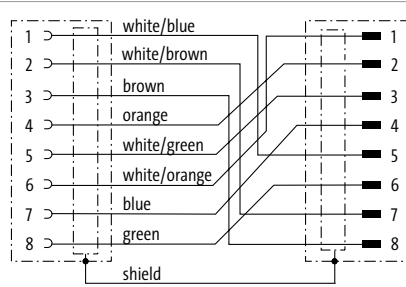 1 white/blue 1
2 white/brown 2
3 brown 3
4 orange 4
5 white/green 5
6 white/orange 6
7 blue 7
8 green 8
shield